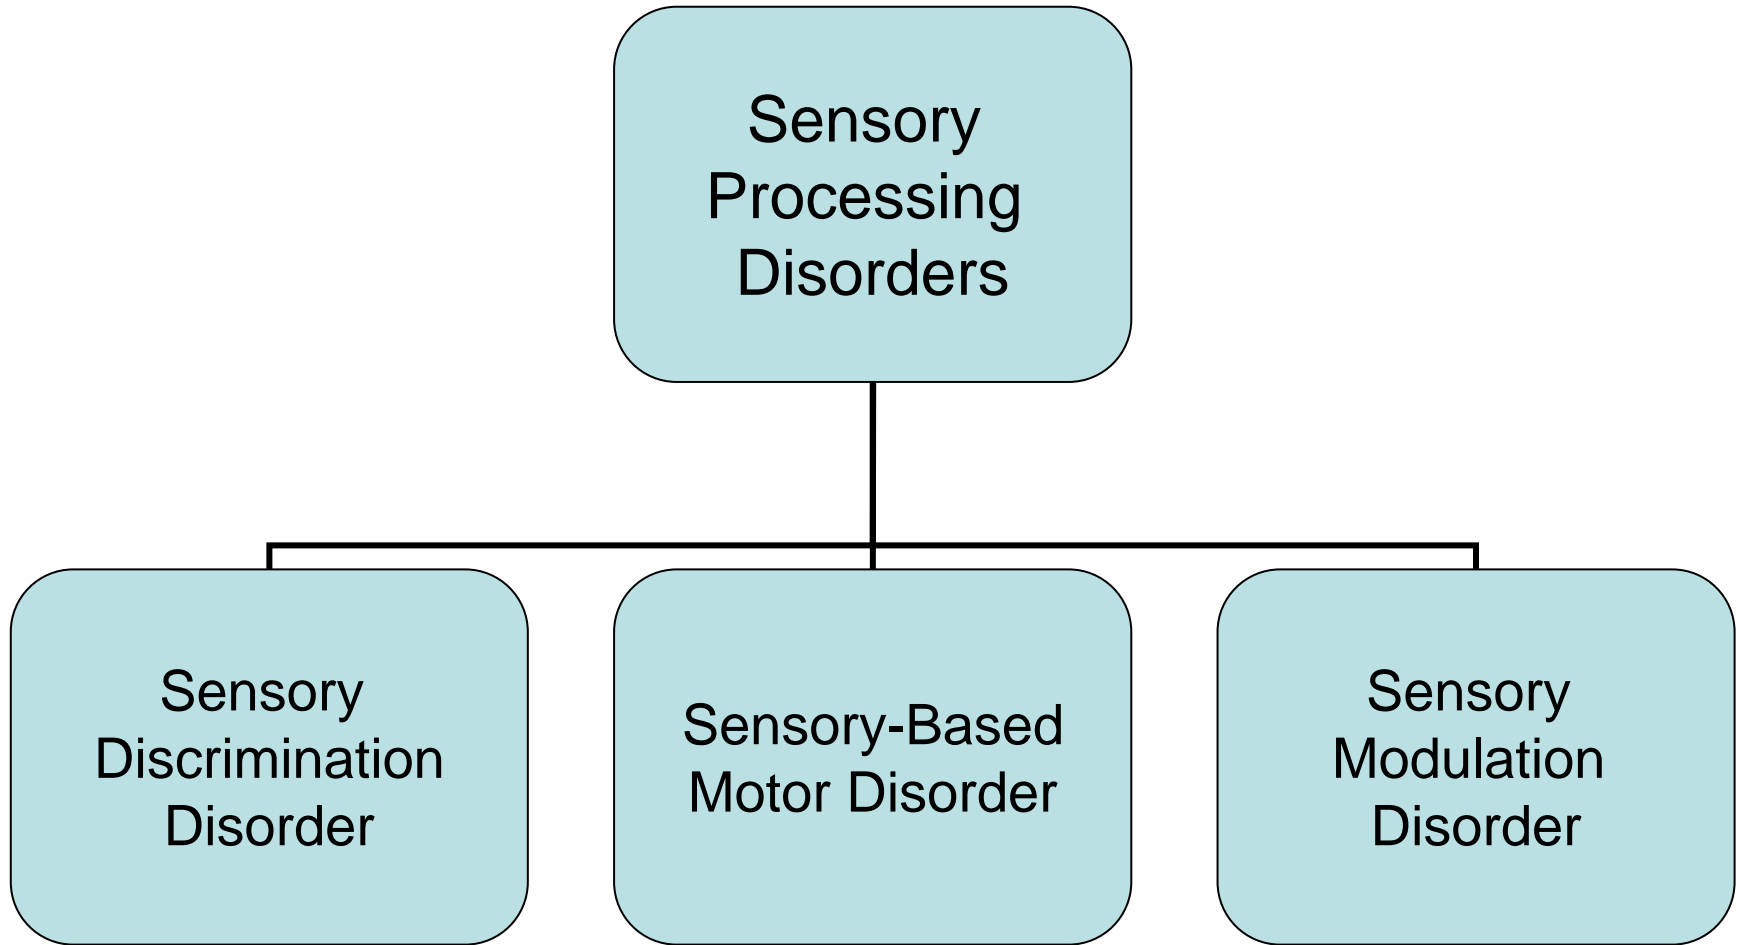 Sensory
Processing
Disorders
Sensory
Discrimination
Disorder
Sensory-Based
Motor Disorder
Sensory
Modulation
Disorder